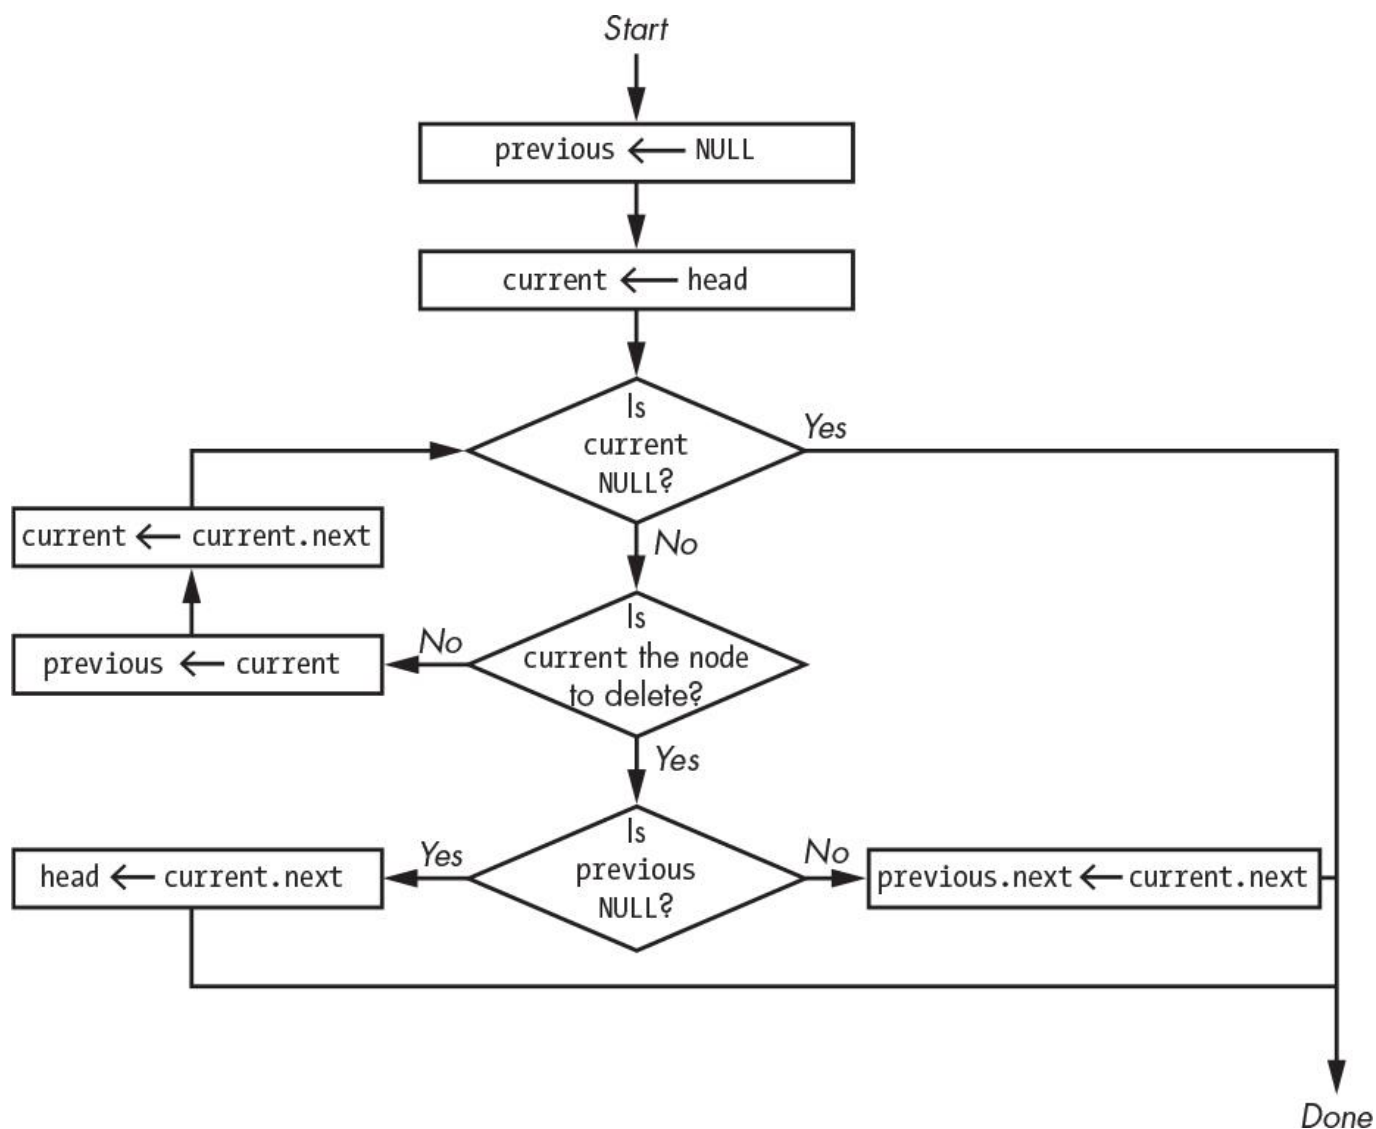 Start
previous ← NULL
current ← head
Is
current
NULL?
Yes
No
current ← current.next
previous ← current
No
Is
current the node
to delete?
Yes
Is
previous
NULL?
Yes
head ← current.next
No
previous.next ← current.next
Done